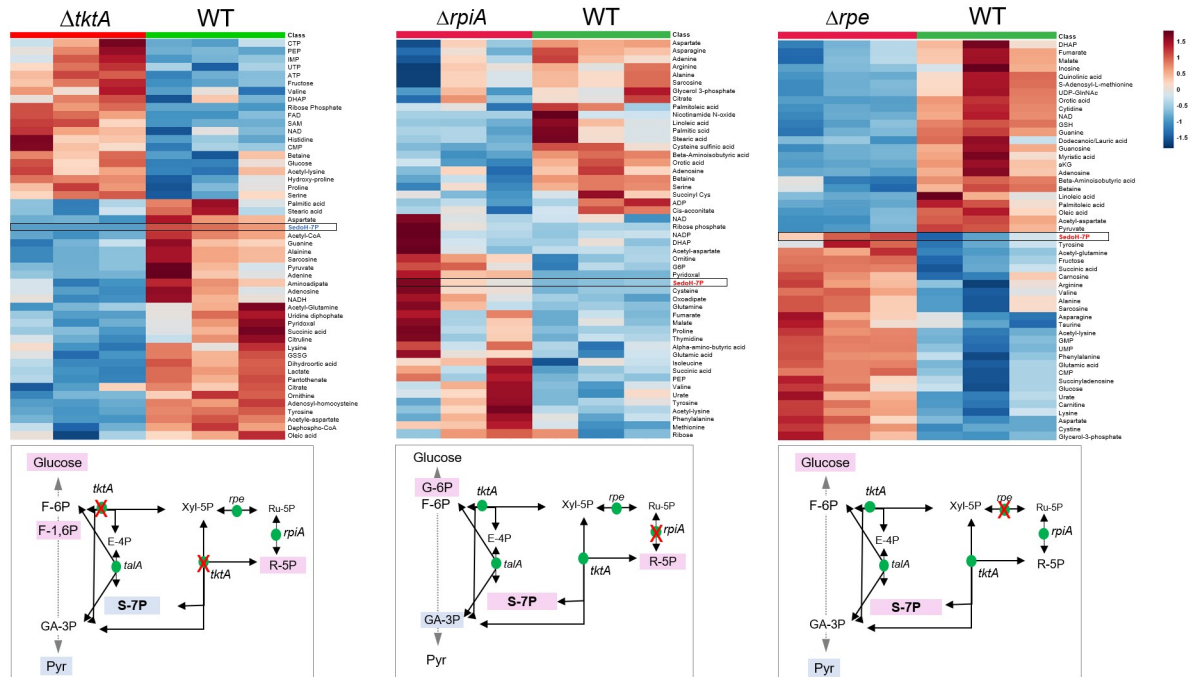 ΔtktA WT
Class
CTP
PEP
IMP
UTP
ATP
Fructose
Valine
DHAP
Ribose Phosphate
FAD
SAM
NAD
Histidine
CMP
Betaine
Glucose
Acetyl-lysine
Hydroxy-proline
Proline
Serine
Palmitic acid
Stearic acid
Aspartate
SedoH-7P
Acetyl-CoA
Guanine
Alainine
Sarcosine
Pyruvate
Adenine
Aminoadipate
Adenosine
NADH
Acetyl-Glutamine
Uridine diphophate
Pyridoxal
Succinic acid
Citruline
Lysine
GSSG
Dihydroortic acid
Lactate
Pantothenate
Citrate
Ornithine
Adenosyl-homocysteine
Tyrosine
Acetyle-aspartate
Dephospho-CoA
Oleic acid
ΔrpiA WT
Class
Aspartate
Asparagine
Adenine
Arginine
Alanine
Sarcosine
Glycerol 3-phosphate
Citrate
Palmitoleic acid
Nicotinamide N-oxide
Linoleic acid
Palmitic acid
Stearic acid
Cysteine sulfinic acid
Beta-Aminoisobutyric acid
Orotic acid
Adenosine
Betaine
Serine
Succinyl Cys
ADP
Cis-acconitate
NAD
Ribose phosphate
NADP
DHAP
Acetyl-aspartate
Ornitine
G6P
Pyridoxal
SedoH-7P
Cysteine
Oxoadipate
Glutamine
Fumarate
Malate
Proline
Thymidine
Alpha-amino-butyric acid
Glutamic acid
Isoleucine
Succinic acid
PEP
Valine
Urate
Tyrosine
Acetyl-lysine
Phenylalanine
Methionine
Ribose
Δrpe WT
Class
DHAP
Fumarate
Malate
Inosine
Quinolinic acid
S-Adenosyl-L-methionine
UDP-GlnNAc
Orotic acid
Cytidine
NAD
GSH
Guanine
Dodecanoic/Lauric acid
Guanosine
Myristic acid
aKG
Adenosine
Beta-Aminoisobutyric acid
Betaine
Linoleic acid
Palmitoleic acid
Oleic acid
Acetyl-aspartate
Pyruvate
SedoH-7P
Tyrosine
Acetyl-glutamine
Fructose
Succinic acid
Carnosine
Arginine
Valine
Alanine
Sarcosine
Asparagine
Taurine
Acetyl-lysine
GMP
UMP
Phenylalanine
Glutamic acid
CMP
Succinyladenosine
Glucose
Urate
Carnitine
Lysine
Aspartate
Cystine
Glycerol-3-phosphate
1.5
1
0.5
0
-0.5
-1
-1.5
Glucose
tktA
F-6P
Xyl-5P
rpe
Ru-5P
F-1,6P
E-4P
rpiA
talA
tktA
R-5P
S-7P
GA-3P
Pyr
Glucose
G-6P
tktA
F-6P
Xyl-5P
rpe
Ru-5P
E-4P
rpiA
talA
tktA
R-5P
S-7P
GA-3P
Pyr
Glucose
tktA
F-6P
Xyl-5P
rpe
Ru-5P
E-4P
rpiA
talA
tktA
R-5P
S-7P
GA-3P
Pyr